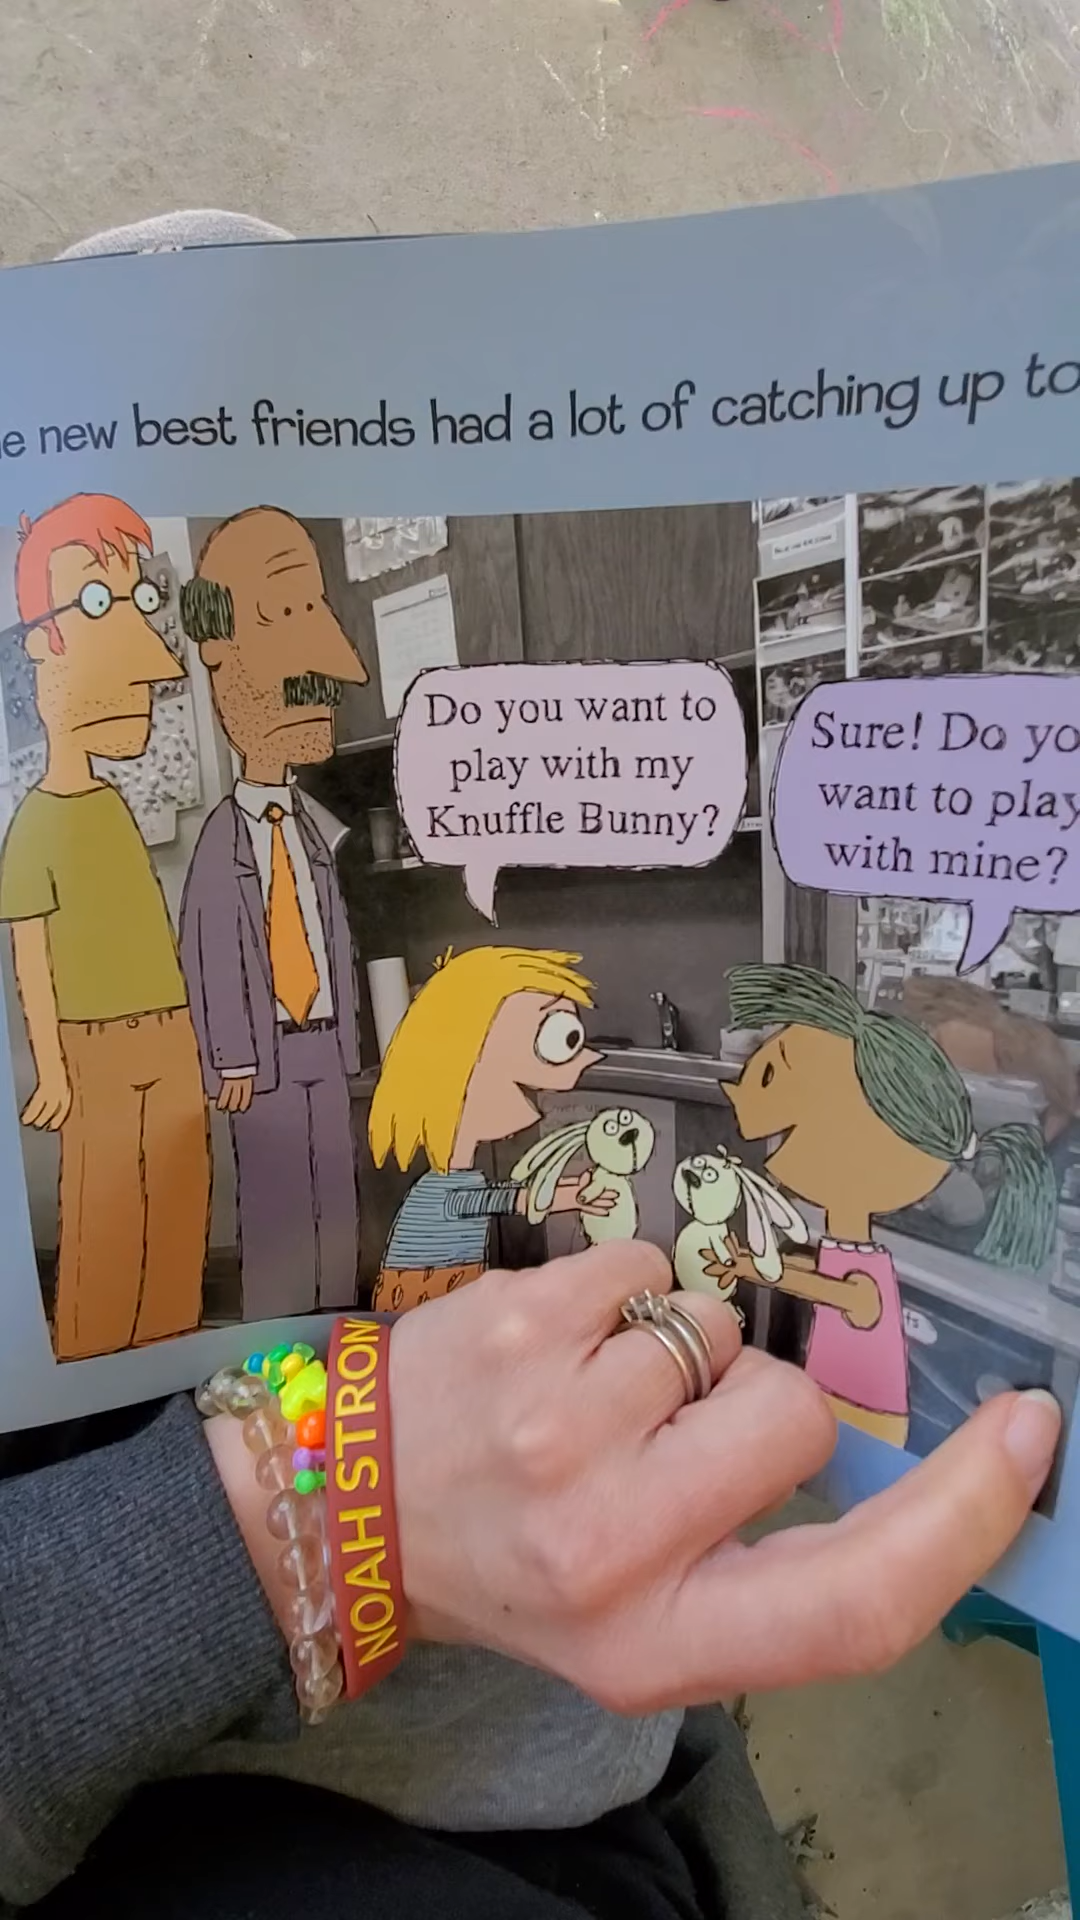 new best friends had a lot of catching up to
Do you want to
play with my
Knuffle Bunny?
Sure! Do yo
want to play
with mine?
NOAH STRONG